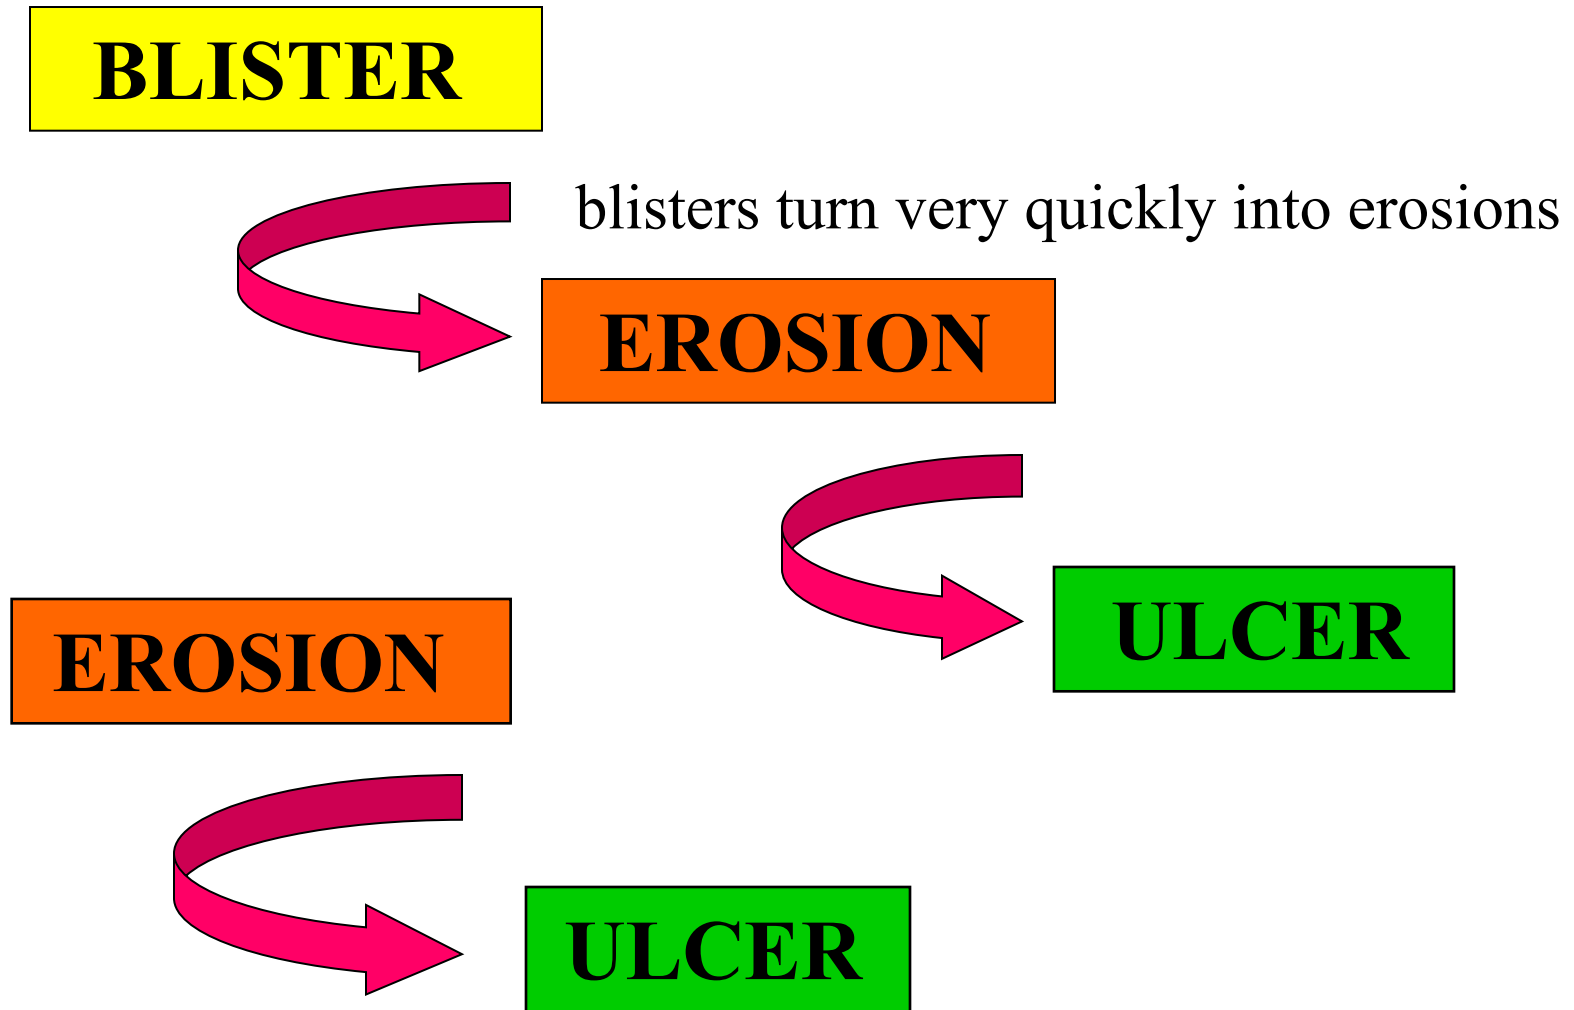 BLISTER
blisters turn very quickly into erosions
EROSION
ULCER
EROSION
ULCER